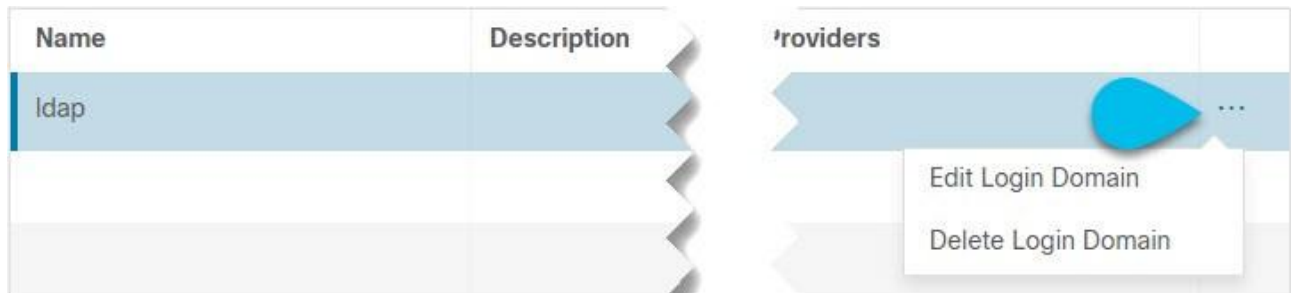 Name Description roviders
ldap ...
Edit Login Domain
Delete Login Domain